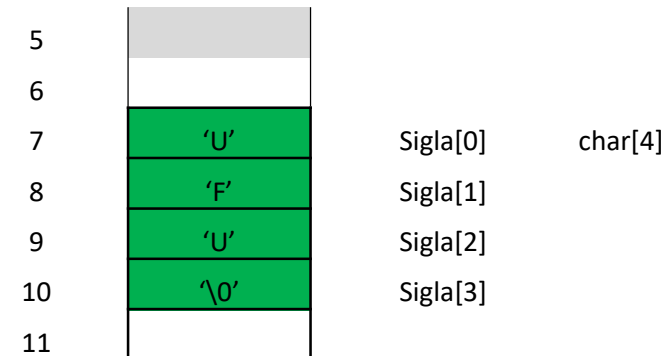 5
6
7 ‘U’ Sigla[0] char[4]
8 ‘F’ Sigla[1]
9 ‘U’ Sigla[2]
10 ‘\0’ Sigla[3]
11